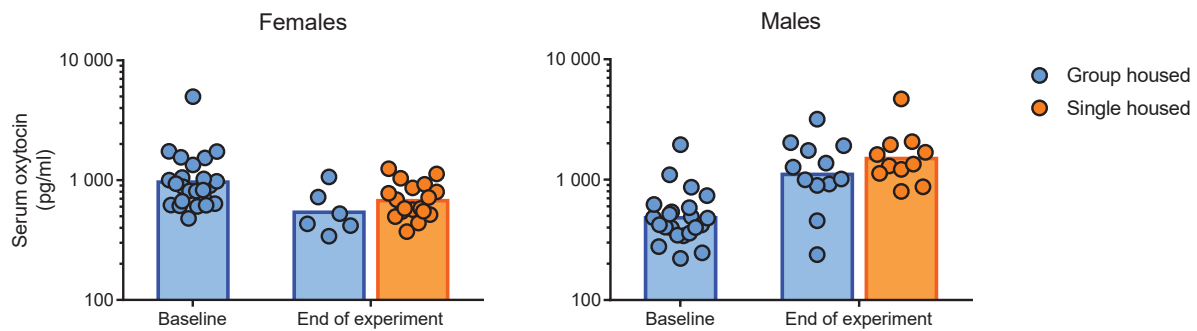 Females
Males
10 000
1 000
100
Serum oxytocin
(pg/ml)
Baseline
End of experiment
10 000
1 000
100
Baseline
End of experiment
Group housed
Single housed